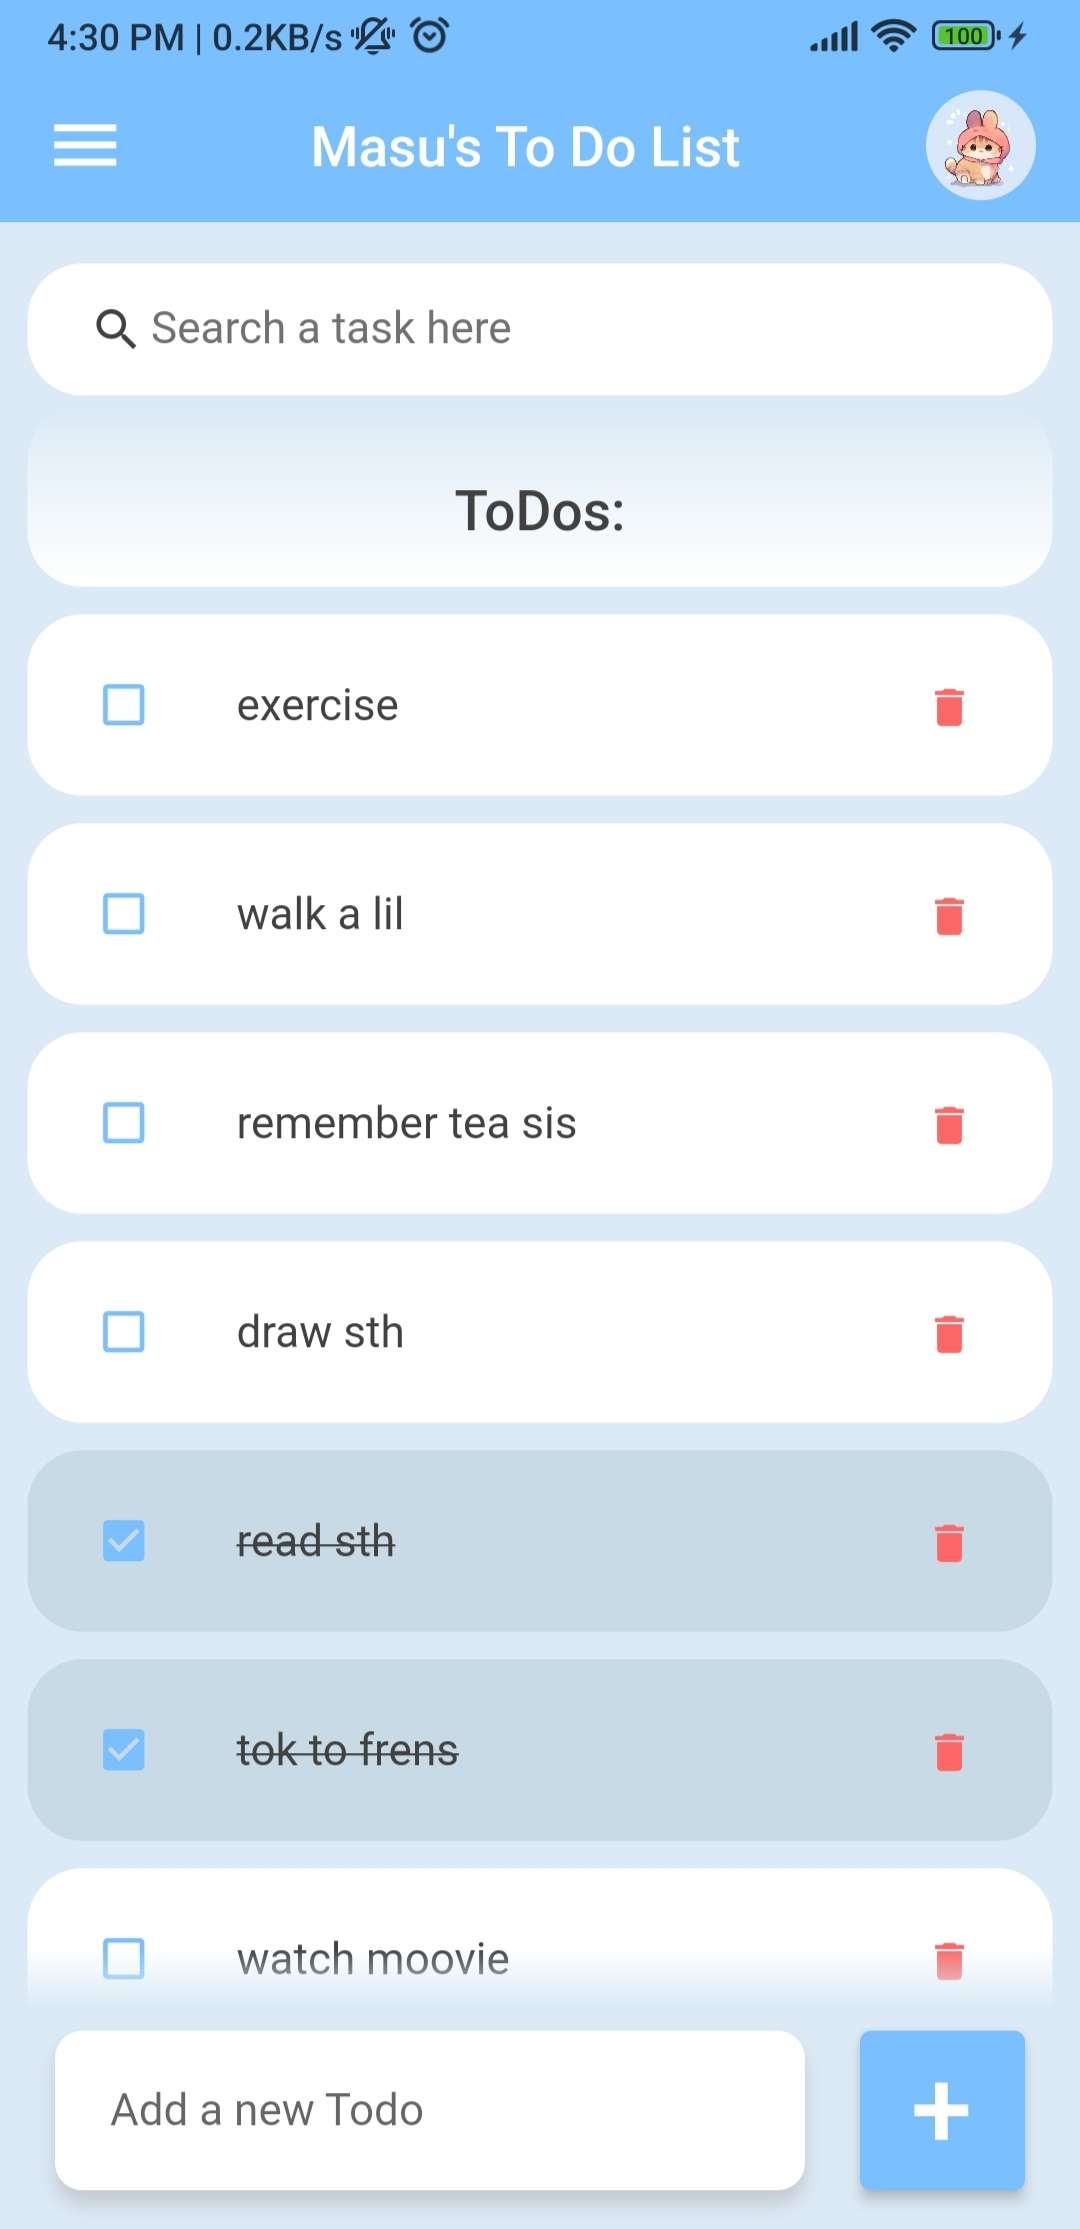 4:30 PM | 0.2KB/s
100
Masu's To Do List
Search a task here
ToDos:
exercise
walk a lil
remember tea sis
draw sth
read sth
tok to frens
watch moovie
Add a new Todo